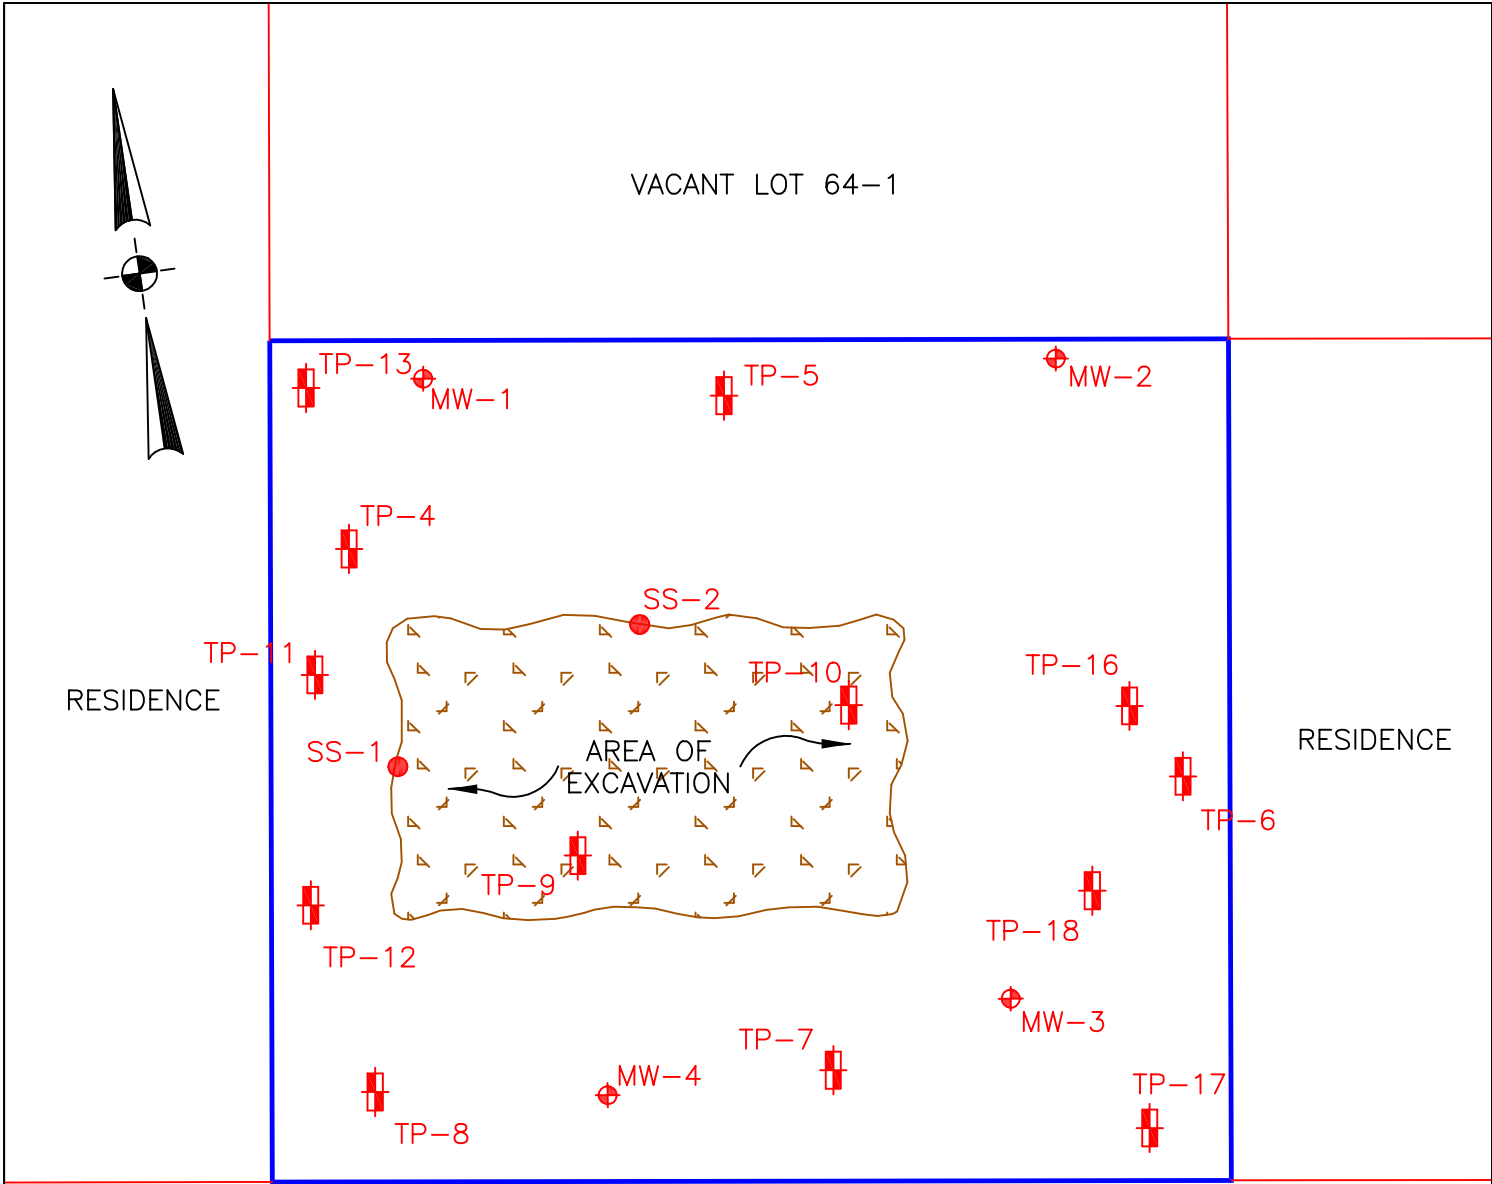 VACANT LOT 64-1
TP-13
MW-1
TP-5
MW-2
TP-4
SS-2
TP-11
TP-10
TP-16
RESIDENCE
SS-1
AREA OF
EXCAVATION
RESIDENCE
TP-6
TP-9
TP-18
TP-12
MW-3
TP-7
MW-4
TP-17
TP-8